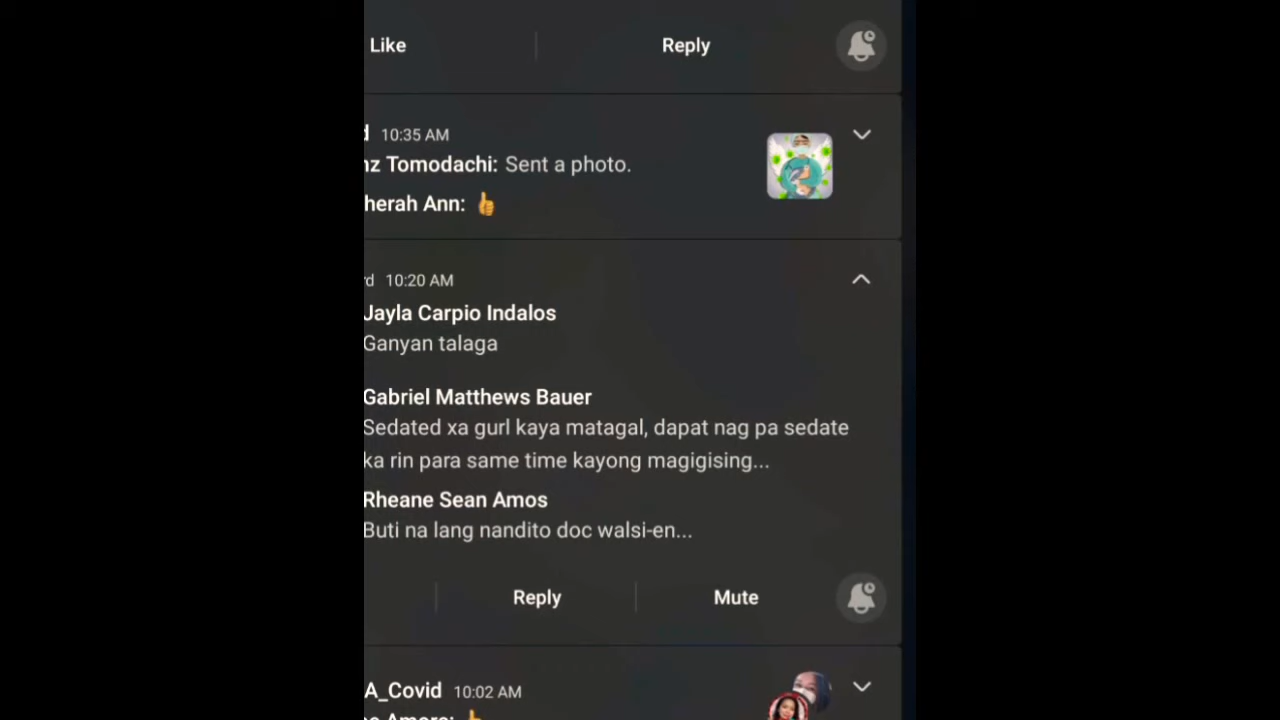 Like Reply
10:35 AM
Tomodachi: Sent a photo.
Ann: 👍
10:20 AM
Jayla Carpio Indalos
Ganyan talaga
Gabriel Matthews Bauer
Sedated xa gurl kaya matagal, dapat nag pa sedate
ka rin para same time kayong magigising...
Rheane Sean Amos
Buti na lang nandito doc walsi-en...
Reply Mute
A_Covid 10:02 AM